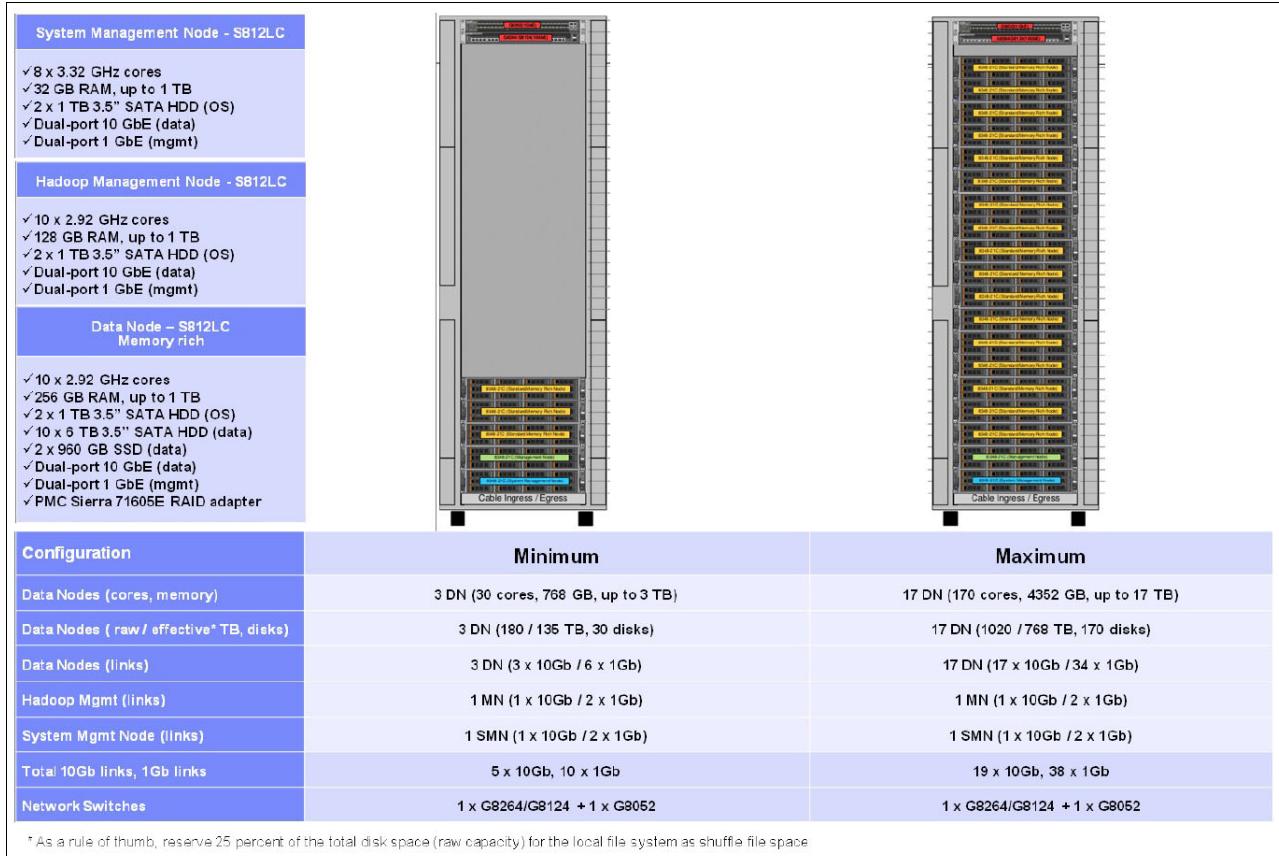 System Management Node - S812LC
✓8 x 3.32 GHz cores
✓32 GB RAM, up to 1 TB
✓2 x 1 TB 3.5" SATA HDD (OS)
✓Dual-port 10 GbE (data)
✓Dual-port 1 GbE (mgmt)
Hadoop Management Node - S812LC
✓10 x 2.92 GHz cores
✓128 GB RAM, up to 1 TB
✓2 x 1 TB 3.5" SATA HDD (OS)
✓Dual-port 10 GbE (data)
✓Dual-port 1 GbE (mgmt)
Data Node – S812LC
Memory rich
✓10 x 2.92 GHz cores
✓256 GB RAM, up to 1 TB
✓2 x 1 TB 3.5" SATA HDD (OS)
✓10 x 6 TB 3.5" SATA HDD (data)
✓2 x 960 GB SSD (data)
✓Dual-port 10 GbE (data)
✓Dual-port 1 GbE (mgmt)
✓PMC Sierra 71605E RAID adapter
Cable Ingress / Egress
Cable Ingress / Egress
Configuration Minimum Maximum
Data Nodes (cores, memory) 3 DN (30 cores, 768 GB, up to 3 TB) 17 DN (170 cores, 4352 GB, up to 17 TB)
Data Nodes ( raw / effective* TB, disks) 3 DN (180 / 135 TB, 30 disks) 17 DN (1020 / 768 TB, 170 disks)
Data Nodes (links) 3 DN (3 x 10Gb / 6 x 1Gb) 17 DN (17 x 10Gb / 34 x 1Gb)
Hadoop Mgmt (links) 1 MN (1 x 10Gb / 2 x 1Gb) 1 MN (1 x 10Gb / 2 x 1Gb)
System Mgmt Node (links) 1 SMN (1 x 10Gb / 2 x 1Gb) 1 SMN (1 x 10Gb / 2 x 1Gb)
Total 10Gb links, 1Gb links 5 x 10Gb, 10 x 1Gb 19 x 10Gb, 38 x 1Gb
Network Switches 1 x G8264/G8124 + 1 x G8052 1 x G8264/G8124 + 1 x G8052
* As a rule of thumb, reserve 25 percent of the total disk space (raw capacity) for the local file system as shuffle file space